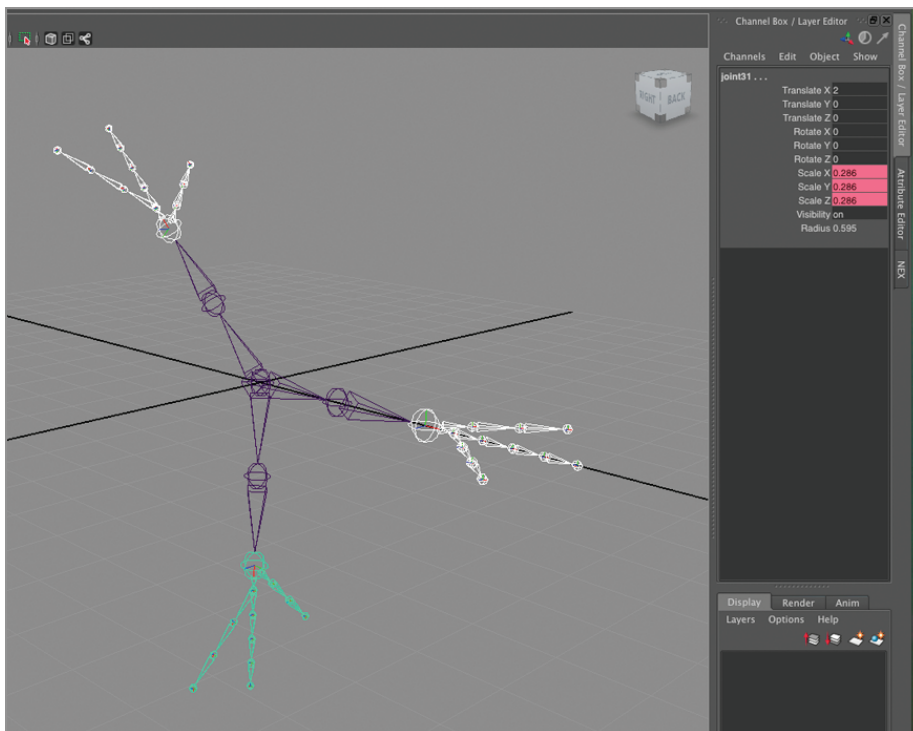 Channel Box / Layer Editor
Channels Edit Object Show
joint31 . . .
Translate X 2
Translate Y 0
Translate Z 0
Rotate X 0
Rotate Y 0
Rotate Z 0
Scale X 0.286
Scale Y 0.286
Scale Z 0.286
Visibility on
Radius 0.595
Channel Box / Layer Editor
Attribute Editor
NEX
RIGHT BACK
Display Render Anim
Layers Options Help